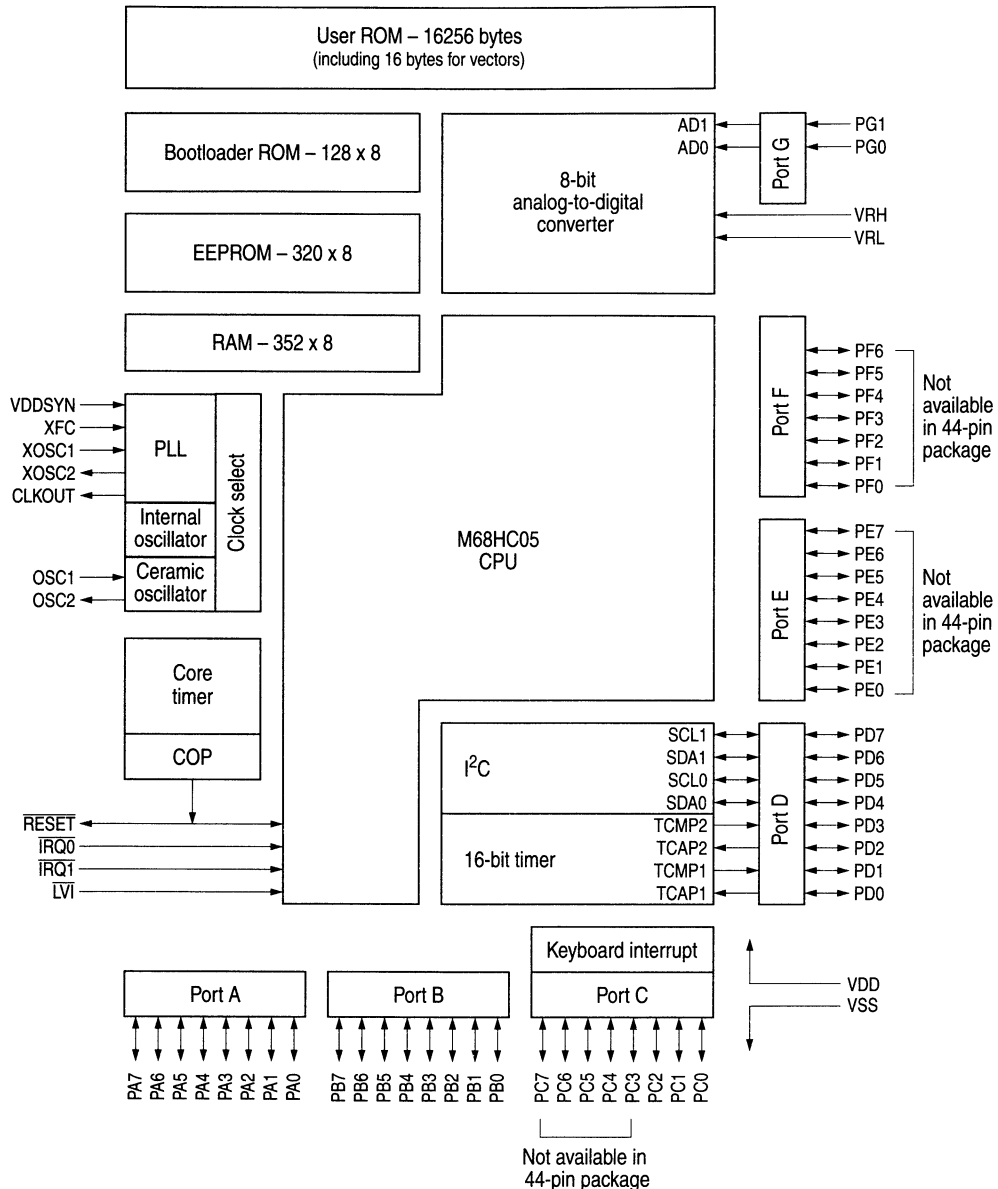 User ROM – 16256 bytes
(including 16 bytes for vectors)
Bootloader ROM – 128 x 8
EEPROM – 320 x 8
RAM – 352 x 8
8-bit
analog-to-digital
converter
AD1
AD0
Port G
PG1
PG0
VRH
VRL
VDDSYN
XFC
XOSC1
XOSC2
CLKOUT
OSC1
OSC2
PLL
Internal
oscillator
Ceramic
oscillator
Clock select
M68HC05
CPU
Port F
PF6
PF5
PF4
PF3
PF2
PF1
PF0
Not
available
in 44-pin
package
Port E
PE7
PE6
PE5
PE4
PE3
PE2
PE1
PE0
Not
available
in 44-pin
package
Core
timer
COP
RESET
IRQ0
IRQ1
LVI
I²C
16-bit timer
SCL1
SDA1
SCL0
SDA0
TCMP2
TCAP2
TCMP1
TCAP1
Port D
PD7
PD6
PD5
PD4
PD3
PD2
PD1
PD0
Keyboard interrupt
Port A
Port B
Port C
VDD
VSS
PA7
PA6
PA5
PA4
PA3
PA2
PA1
PA0
PB7
PB6
PB5
PB4
PB3
PB2
PB1
PB0
PC7
PC6
PC5
PC4
PC3
PC2
PC1
PC0
Not available in
44-pin package